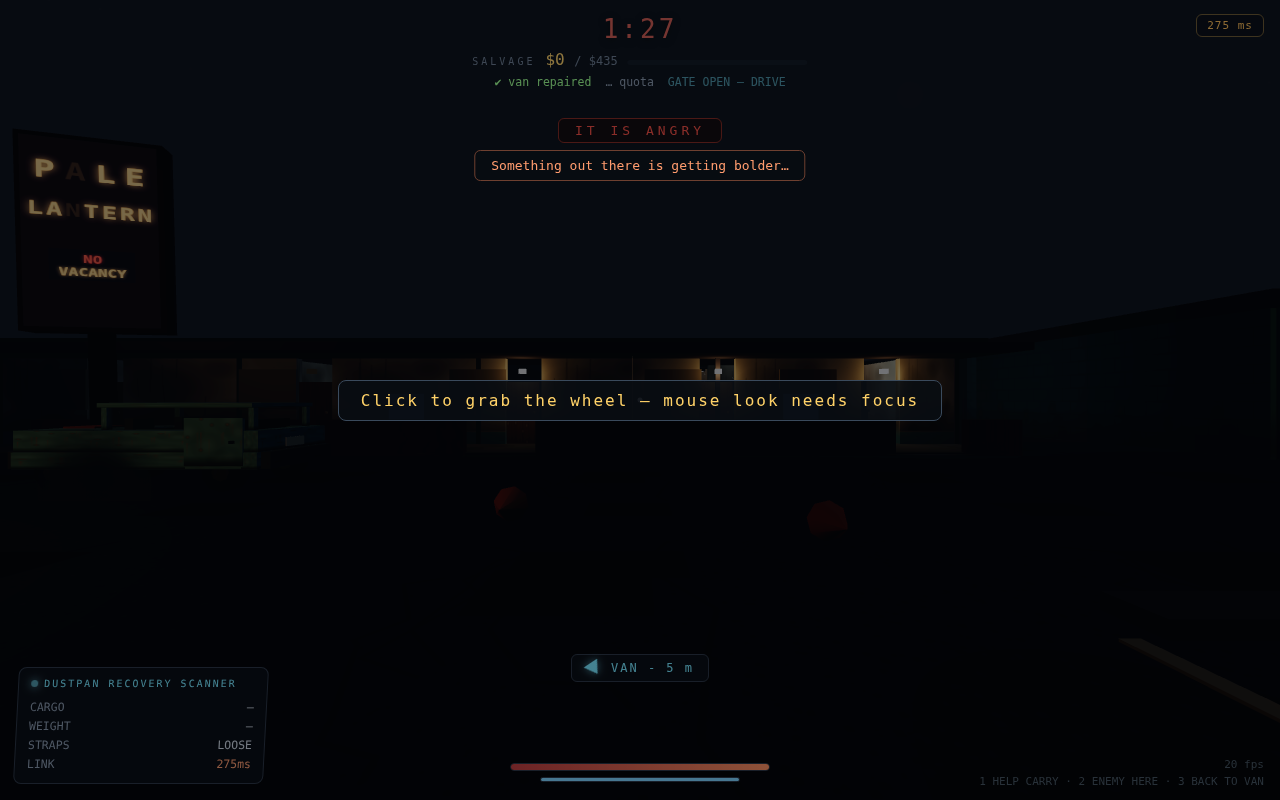 1:27
275 ms
SALVAGE $0 / $435
✔ van repaired … quota GATE OPEN — DRIVE
IT IS ANGRY
Something out there is getting bolder…
PALE
LANTERN
NO
VACANCY
Click to grab the wheel — mouse look needs focus
◀ VAN - 5 m
DUSTPAN RECOVERY SCANNER
CARGO —
WEIGHT —
STRAPS LOOSE
LINK 275ms
20 fps
1 HELP CARRY · 2 ENEMY HERE · 3 BACK TO VAN